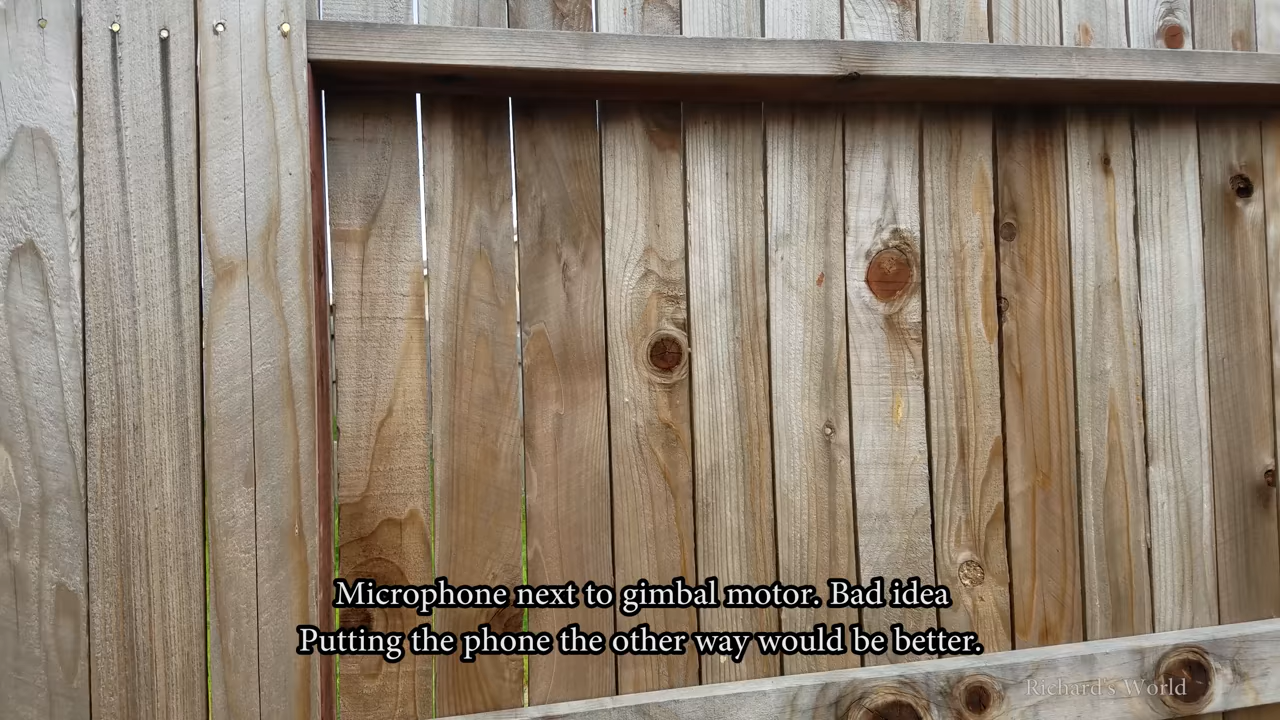 Microphone next to gimbal motor. Bad idea
Putting the phone the other way would be better.
Richard's World